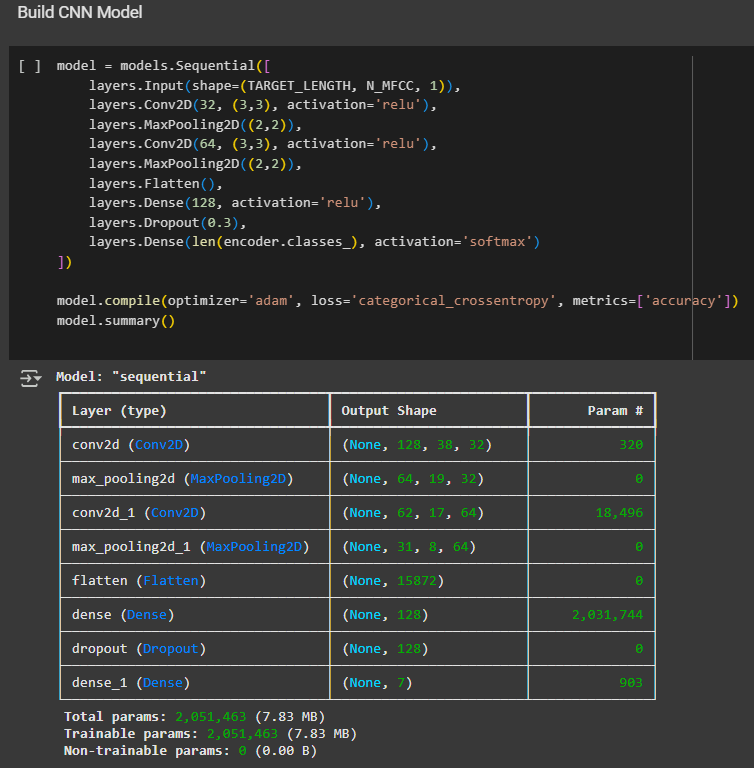 Build CNN Model
[ ] model = models.Sequential([
layers.Input(shape=(TARGET_LENGTH, N_MFCC, 1)),
layers.Conv2D(32, (3,3), activation='relu'),
layers.MaxPooling2D((2,2)),
layers.Conv2D(64, (3,3), activation='relu'),
layers.MaxPooling2D((2,2)),
layers.Flatten(),
layers.Dense(128, activation='relu'),
layers.Dropout(0.3),
layers.Dense(len(encoder.classes_), activation='softmax')
])
model.compile(optimizer='adam', loss='categorical_crossentropy', metrics=['accuracy'])
model.summary()
Model: "sequential"
Layer (type) Output Shape Param #
conv2d (Conv2D) (None, 128, 38, 32) 320
max_pooling2d (MaxPooling2D) (None, 64, 19, 32) 0
conv2d_1 (Conv2D) (None, 62, 17, 64) 18,496
max_pooling2d_1 (MaxPooling2D) (None, 31, 8, 64) 0
flatten (Flatten) (None, 15872) 0
dense (Dense) (None, 128) 2,031,744
dropout (Dropout) (None, 128) 0
dense_1 (Dense) (None, 7) 903
Total params: 2,051,463 (7.83 MB)
Trainable params: 2,051,463 (7.83 MB)
Non-trainable params: 0 (0.00 B)